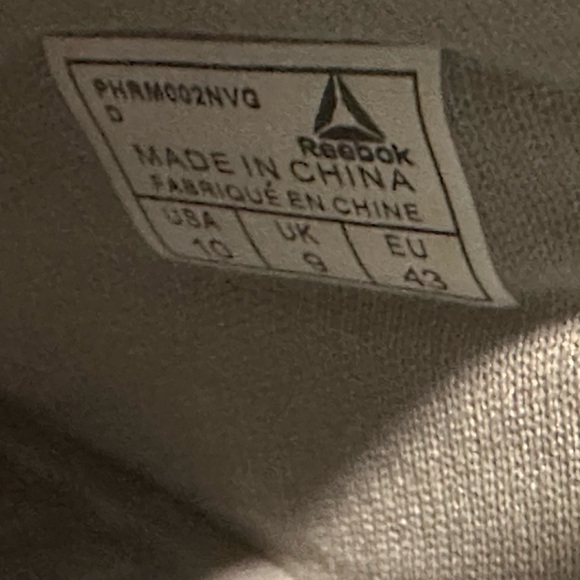 PHRM002NVG
D
Reebok
MADE IN CHINA
FABRIQUÉ EN CHINE
USA UK EU
10 9 43